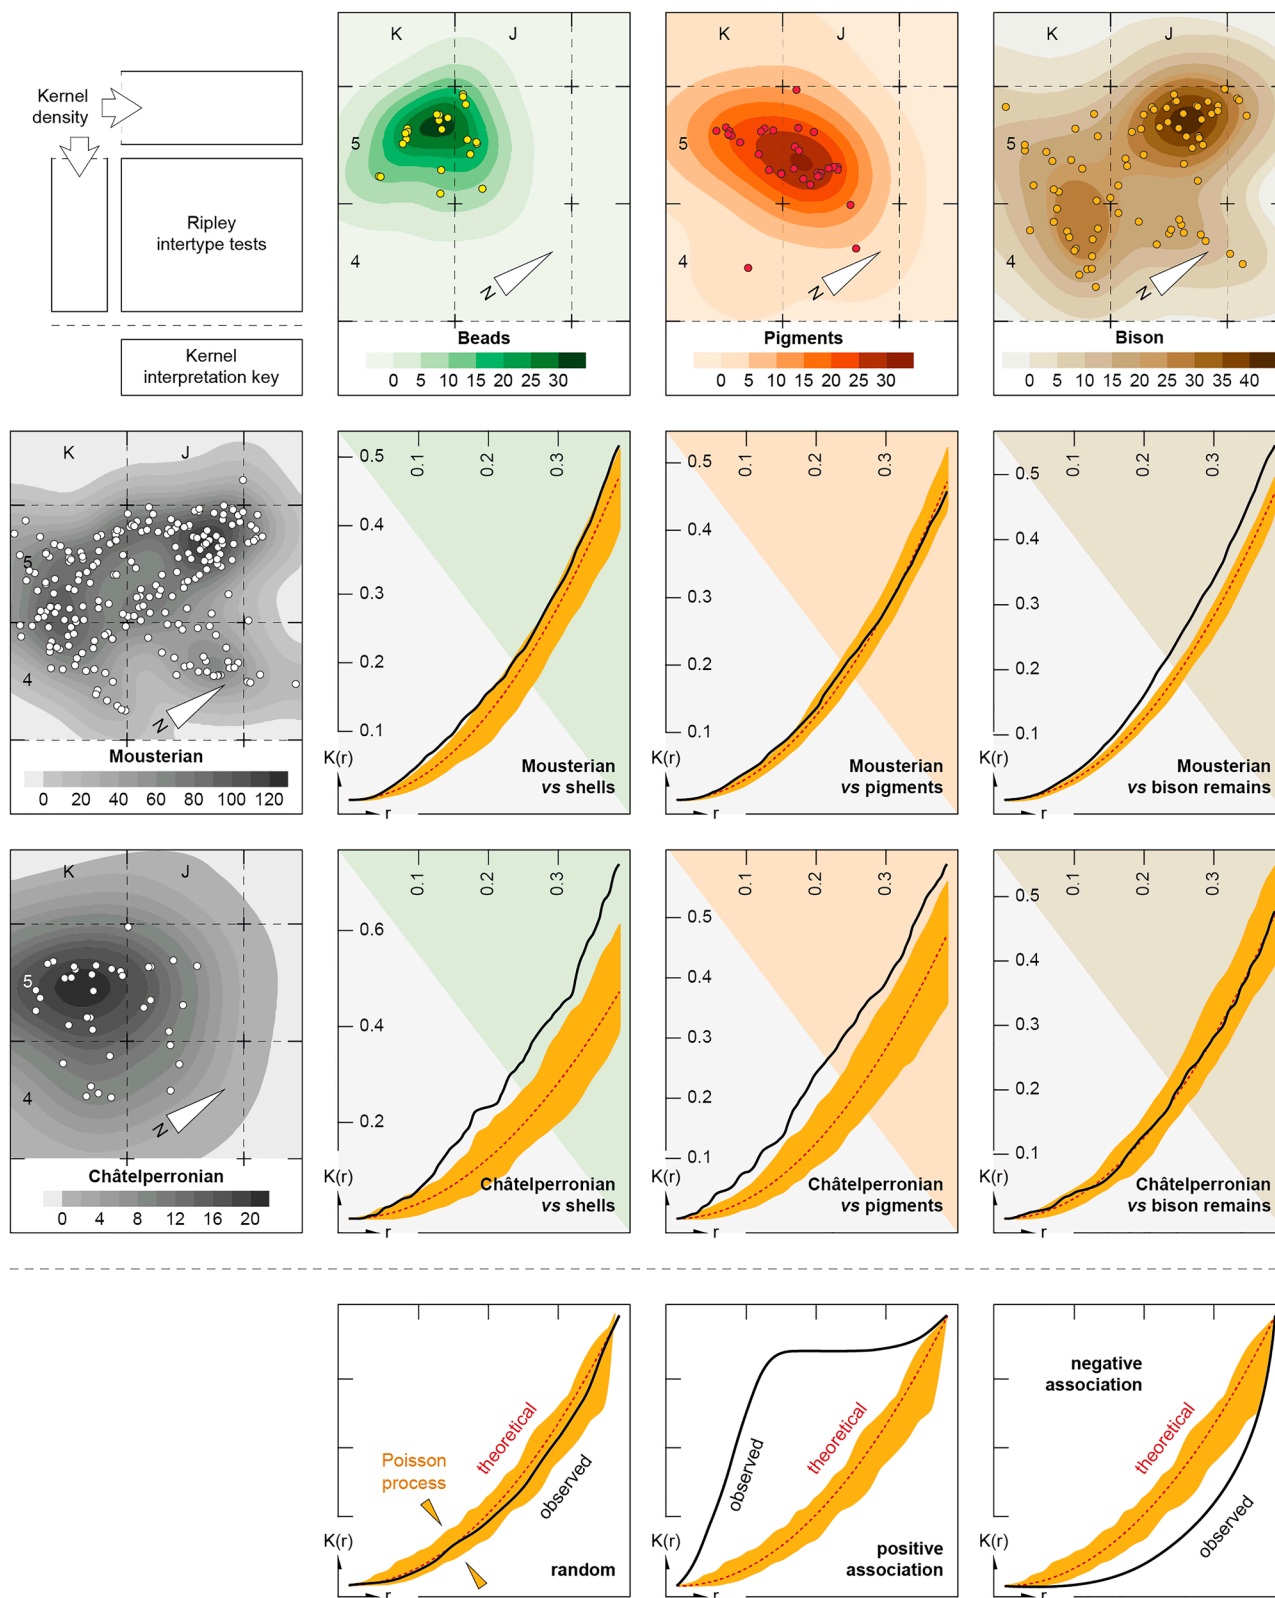 Kernel
density
Ripley
intertype tests
Kernel
interpretation key
K J
5
4
N
Beads
0 5 10 15 20 25 30
K J
5
4
N
Pigments
0 5 10 15 20 25 30
K J
5
4
N
Bison
0 5 10 15 20 25 30 35 40
K J
5
4
N
Mousterian
0 20 40 60 80 100 120
0.1 0.2 0.3
0.5
0.4
0.3
0.2
0.1
K(r)
r
Mousterian
vs shells
0.1 0.2 0.3
0.5
0.4
0.3
0.2
0.1
K(r)
r
Mousterian
vs pigments
0.1 0.2 0.3
0.5
0.4
0.3
0.2
0.1
K(r)
r
Mousterian
vs bison remains
K J
5
4
N
Châtelperronian
0 4 8 12 16 20
0.1 0.2 0.3
0.6
0.4
0.2
K(r)
r
Châtelperronian
vs shells
0.1 0.2 0.3
0.5
0.4
0.3
0.2
0.1
K(r)
r
Châtelperronian
vs pigments
0.1 0.2 0.3
0.5
0.4
0.3
0.2
0.1
K(r)
r
Châtelperronian
vs bison remains
theoretical
Poisson
process
observed
K(r)
r
random
theoretical
observed
K(r)
r
positive
association
negative
association
theoretical
observed
K(r)
r